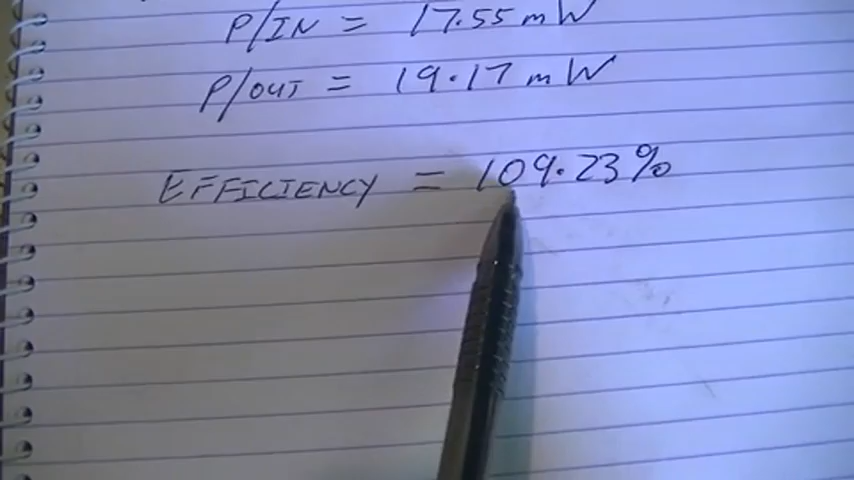 P/IN = 17.55 mW
P/OUT = 19.17 mW
EFFICIENCY = 109.23%